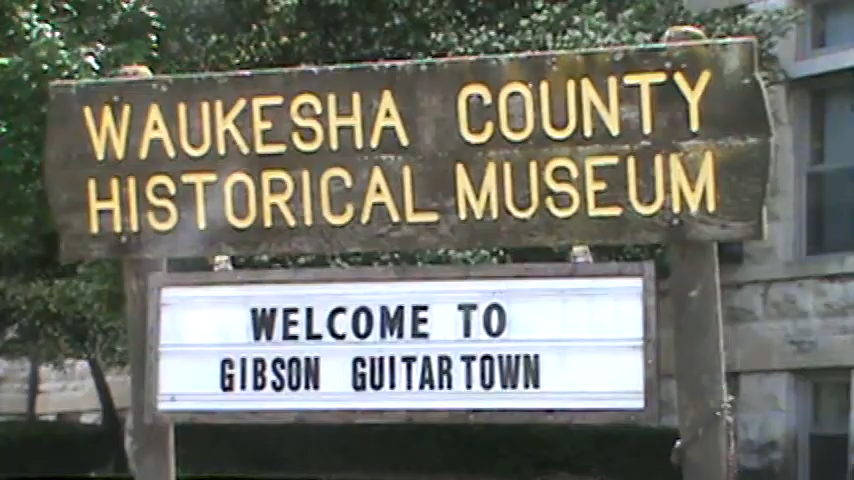 WAUKESHA COUNTY
HISTORICAL MUSEUM
WELCOME TO
GIBSON GUITARTOWN